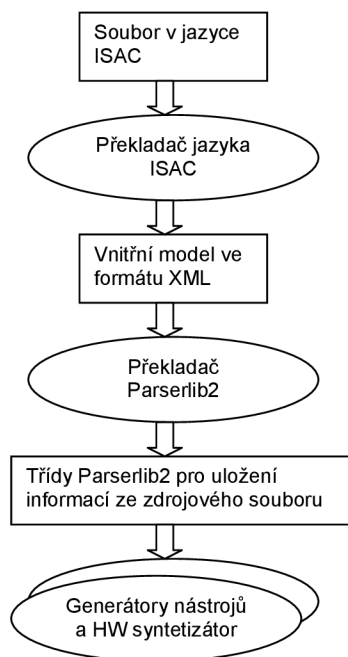 Soubor v jazyce
ISAC
Překladač jazyka
ISAC
Vnitřní model ve
formátu XML
Překladač
Parserlib2
Třídy Parserlib2 pro uložení
informací ze zdrojového souboru
Generátory nástrojů
a HW syntetizátor